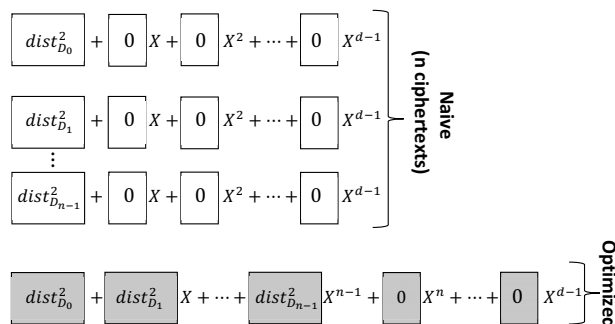 dist²_{D_0} + 0 X + 0 X² + ⋯ + 0 X^{d−1}
dist²_{D_1} + 0 X + 0 X² + ⋯ + 0 X^{d−1}
⋮
dist²_{D_{n−1}} + 0 X + 0 X² + ⋯ + 0 X^{d−1}
Naive
(n ciphertexts)
dist²_{D_0} + dist²_{D_1} X + ⋯ + dist²_{D_{n−1}} X^{n−1} + 0 X^n + ⋯ + 0 X^{d−1}
Optimized